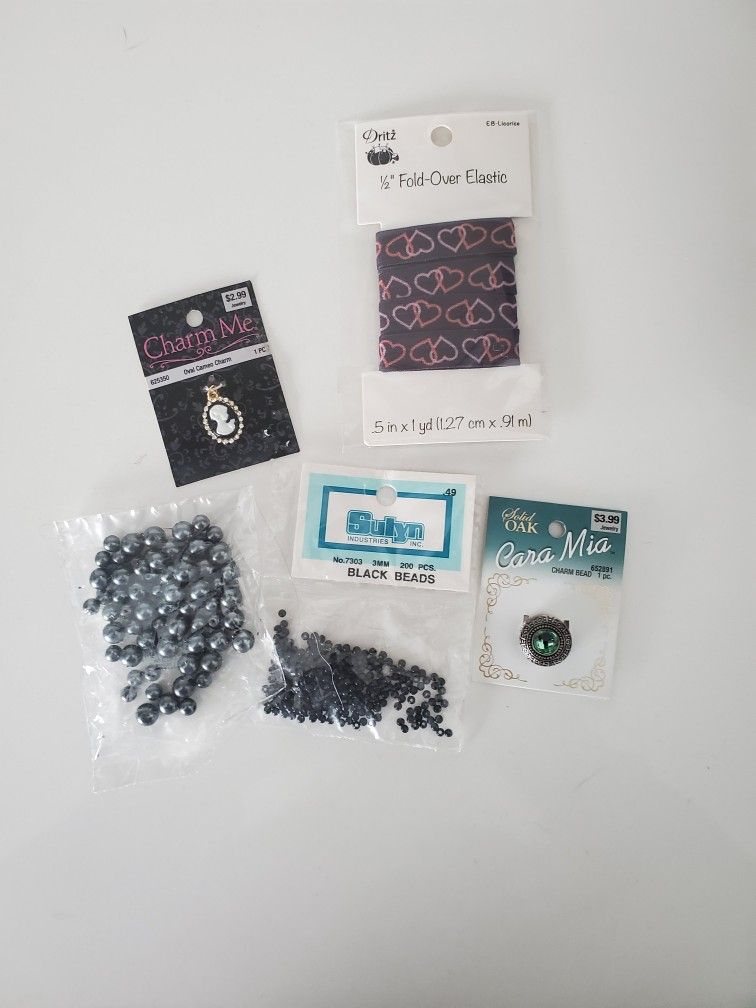 Dritz
E.B-Licorice
½" Fold-Over Elastic
.5 in x 1 yd (1.27 cm x .91 m)
$2.99
Jewelry
Charm Me
1 PC
Oval Cameo Charm
625350
.49
Sulyn
INDUSTRIES INC.
No.7303 3MM 200 PCS.
BLACK BEADS
Solid
OAK
$3.99
Jewelry
Cara Mia
652891
CHARM BEAD 1 pc.